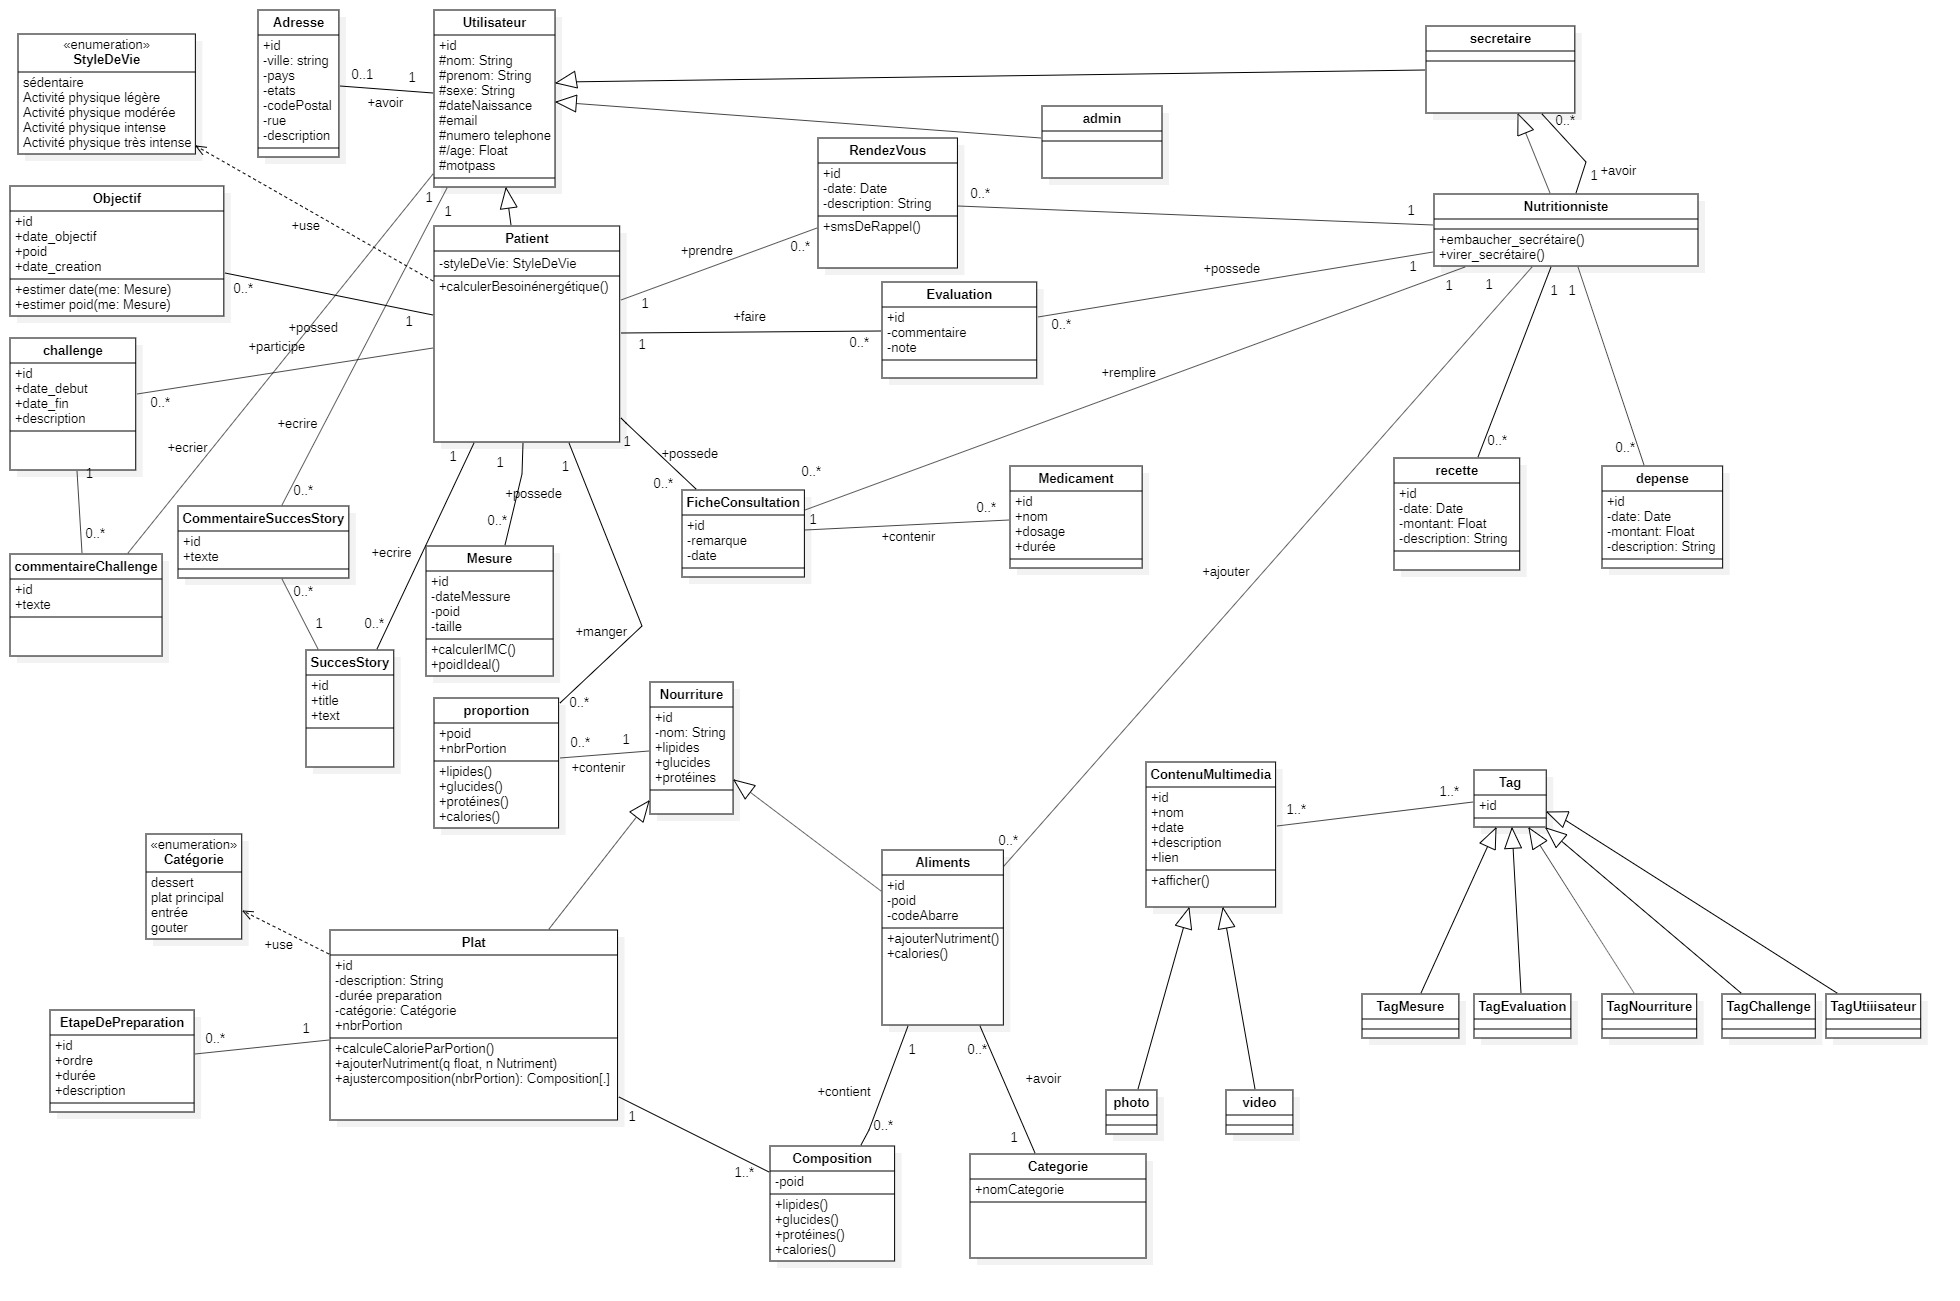 Adresse
+id
-ville: string
-pays
-etats
-codePostal
-rue
-description
Utilisateur
+id
#nom: String
#prenom: String
#sexe: String
#dateNaissance
#email
#numero telephone
#/age: Float
#motpass
secretaire
«enumeration»
StyleDeVie
sédentaire
Activité physique légère
Activité physique modérée
Activité physique intense
Activité physique très intense
0..1
1
+avoir
admin
0..*
1
+avoir
RendezVous
+id
-date: Date
-description: String
+smsDeRappel()
0..*
1
Nutritionniste
+embaucher_secrétaire()
+virer_secrétaire()
Objectif
+id
+date_objectif
+poid
+date_creation
+estimer date(me: Mesure)
+estimer poid(me: Mesure)
+use
1
1
Patient
-styleDeVie: StyleDeVie
+calculerBesoinénergétique()
+prendre
0..*
1
+possede
1
0..*
1
1
1
1
Evaluation
+id
-commentaire
-note
+faire
1
0..*
0..*
1
+possed
+participe
challenge
+id
+date_debut
+date_fin
+description
0..*
+remplire
+ecrire
+ecrier
1
0..*
1
0..*
1
1
1
1
+possede
0..*
0..*
0..*
0..*
recette
+id
-date: Date
-montant: Float
-description: String
depense
+id
-date: Date
-montant: Float
-description: String
Medicament
+id
+nom
+dosage
+durée
FicheConsultation
+id
-remarque
-date
1
0..*
+contenir
CommentaireSuccesStory
+id
+texte
commentaireChallenge
+id
+texte
+possede
0..*
+ecrire
Mesure
+id
-dateMessure
-poid
-taille
+calculerIMC()
+poidIdeal()
+ajouter
0..*
1
0..*
+manger
0..*
SuccesStory
+id
+title
+text
proportion
+poid
+nbrPortion
+lipides()
+glucides()
+protéines()
+calories()
0..*
1
+contenir
Nourriture
+id
-nom: String
+lipides
+glucides
+protéines
ContenuMultimedia
+id
+nom
+date
+description
+lien
+afficher()
1..*
1..*
Tag
+id
«enumeration»
Catégorie
dessert
plat principal
entrée
gouter
0..*
Aliments
+id
-poid
-codeAbarre
+ajouterNutriment()
+calories()
+use
Plat
+id
-description: String
-durée preparation
-catégorie: Catégorie
+nbrPortion
+calculeCalorieParPortion()
+ajouterNutriment(q float, n Nutriment)
+ajustercomposition(nbrPortion): Composition[.]
EtapeDePreparation
+id
+ordre
+durée
+description
0..*
1
TagMesure
TagEvaluation
TagNourriture
TagChallenge
TagUtiiisateur
1
0..*
+contient
+avoir
0..*
1
1
1..*
photo
video
Composition
-poid
+lipides()
+glucides()
+protéines()
+calories()
Categorie
+nomCategorie